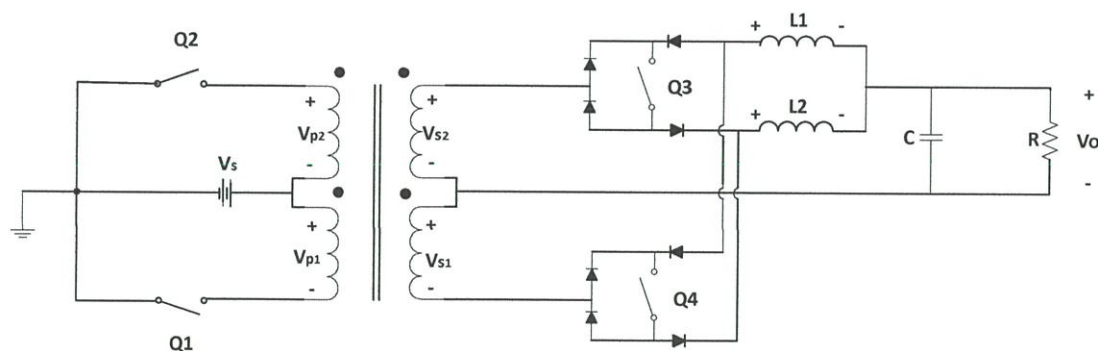 Q2
+
Vp2
-
Vs
+
Vp1
-
Q1
+
Vs2
-
+
Vs1
-
Q3
Q4
+ L1 -
+ L2 -
C
R
+
Vo
-